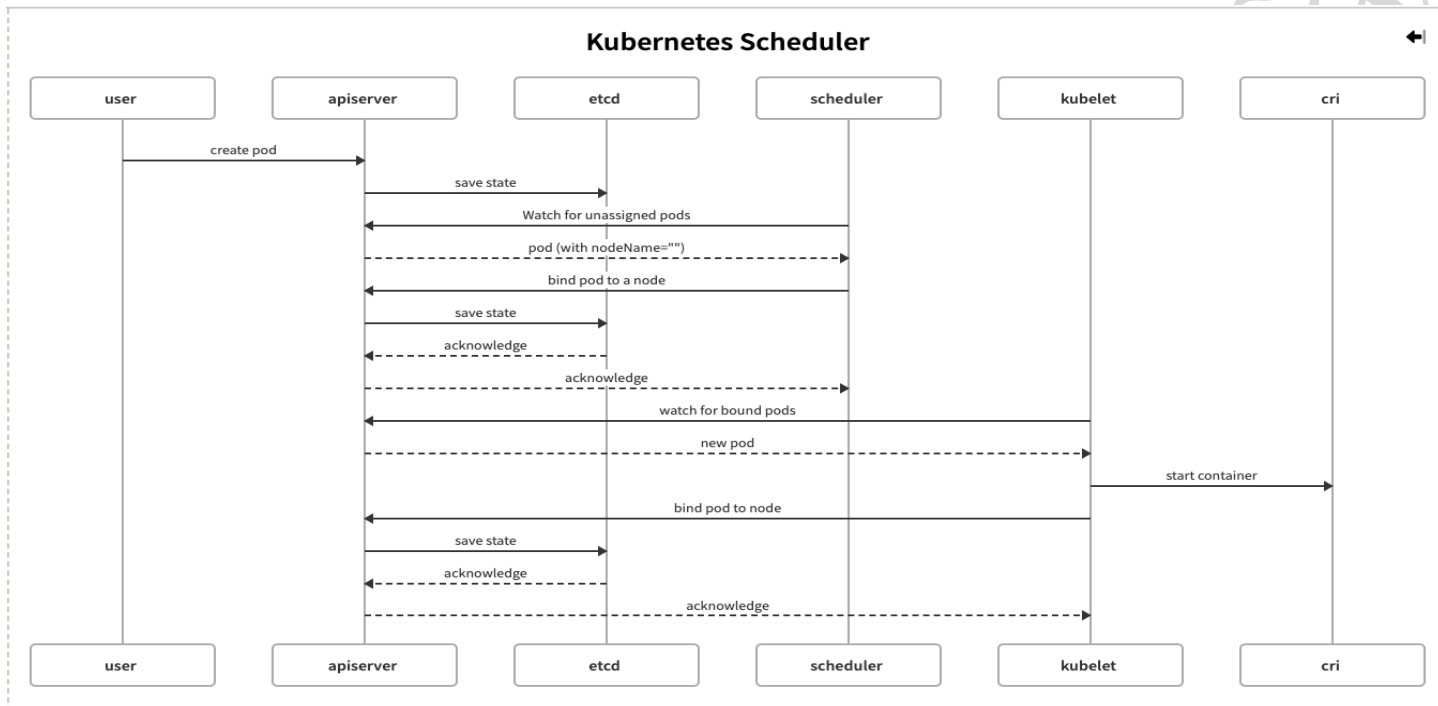 Kubernetes Scheduler
user apiserver etcd scheduler kubelet cri
create pod
save state
Watch for unassigned pods
pod (with nodeName="")
bind pod to a node
save state
acknowledge
acknowledge
watch for bound pods
new pod
start container
bind pod to node
save state
acknowledge
acknowledge
user apiserver etcd scheduler kubelet cri